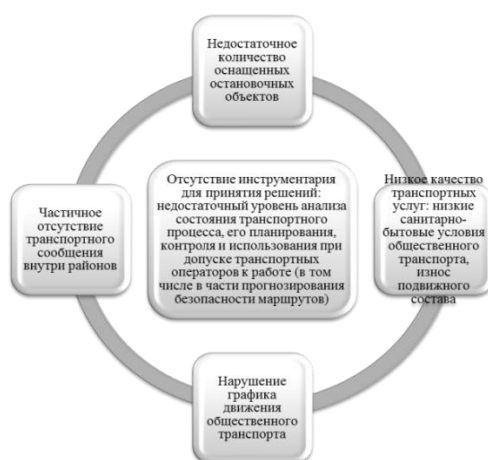 Недостаточное
количество
оснащенных
остановочных
объектов
Частичное
отсутствие
транспортного
сообщения
внутри районов
Отсутствие инструментария
для принятия решений:
недостаточный уровень анализа
состояния транспортного
процесса, его планирования,
контроля и использования при
допуске транспортных
операторов к работе (в том
числе в части прогнозирования
безопасности маршрутов)
Низкое качество
транспортных
услуг: низкие
санитарно-
бытовые условия
общественного
транспорта,
износ
подвижного
состава
Нарушение
графика
движения
общественного
транспорта